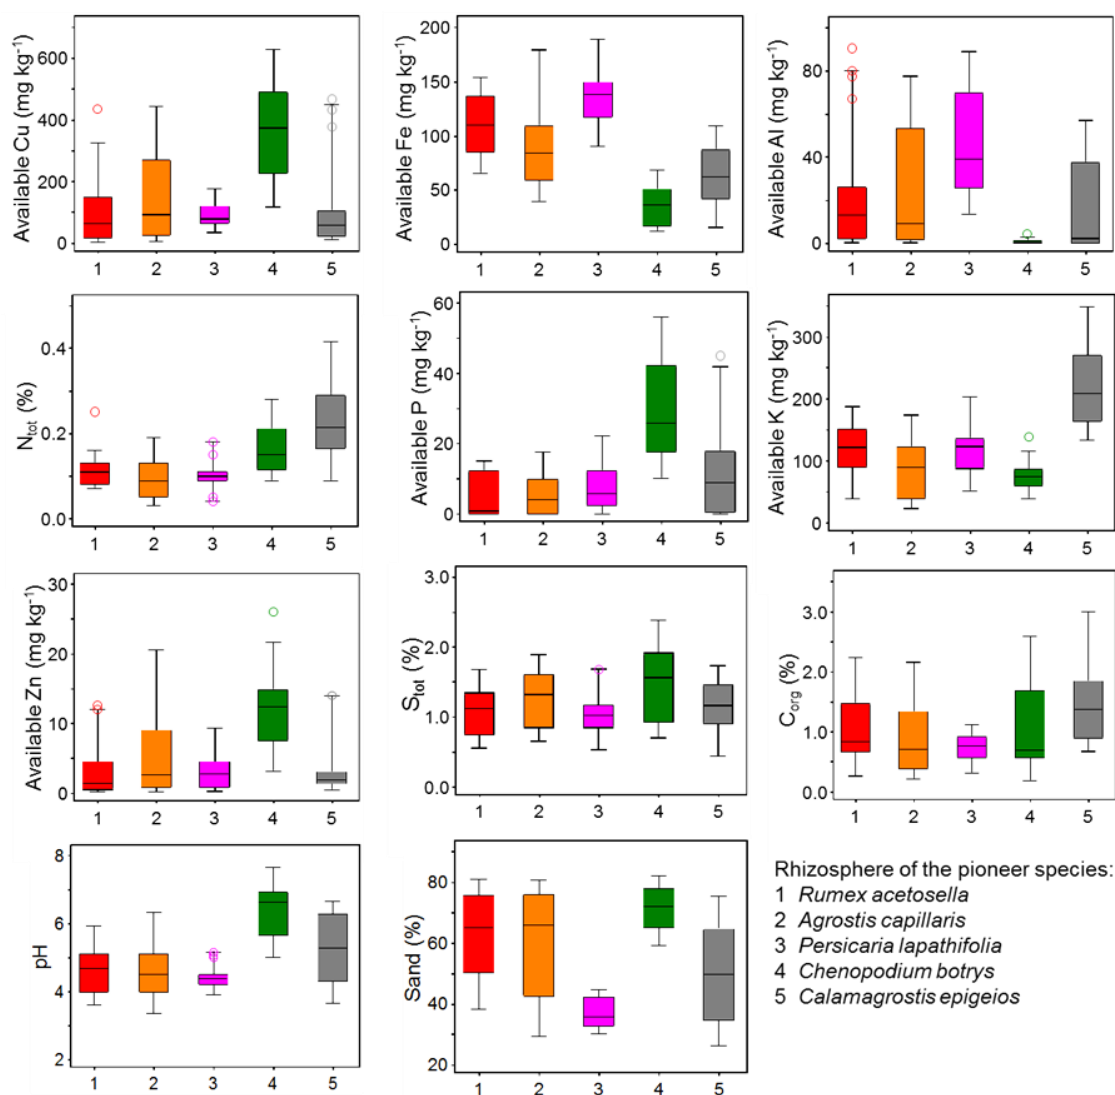 Available Cu (mg kg⁻¹)
600
400
200
0
1 2 3 4 5
Available Fe (mg kg⁻¹)
200
150
100
50
0
1 2 3 4 5
Available Al (mg kg⁻¹)
80
40
0
1 2 3 4 5
Ntot (%)
0.4
0.2
0.0
1 2 3 4 5
Available P (mg kg⁻¹)
60
40
20
0
1 2 3 4 5
Available K (mg kg⁻¹)
300
200
100
0
1 2 3 4 5
Available Zn (mg kg⁻¹)
30
20
10
0
1 2 3 4 5
Stot (%)
3.0
2.0
1.0
0.0
1 2 3 4 5
Corg (%)
3.0
2.0
1.0
0.0
1 2 3 4 5
pH
8
6
4
2
1 2 3 4 5
Sand (%)
80
60
40
20
1 2 3 4 5
Rhizosphere of the pioneer species:
1 Rumex acetosella
2 Agrostis capillaris
3 Persicaria lapathifolia
4 Chenopodium botrys
5 Calamagrostis epigeios